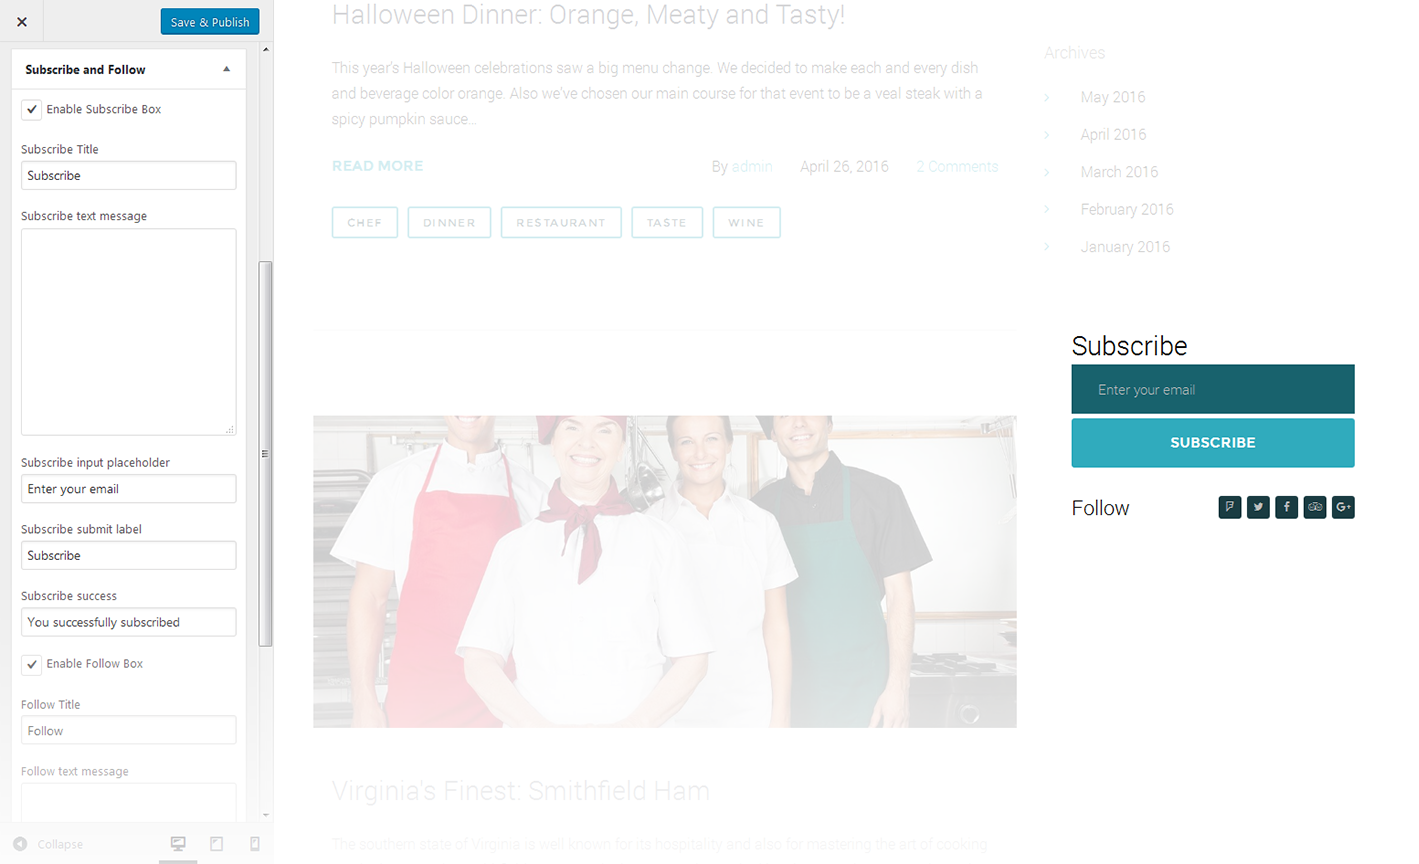 Save & Publish
Subscribe and Follow
Enable Subscribe Box
Subscribe Title
Subscribe
Subscribe text message
Subscribe input placeholder
Enter your email
Subscribe submit label
Subscribe
Subscribe success
You successfully subscribed
Enable Follow Box
Follow Title
Follow
Follow text message
Collapse
Halloween Dinner: Orange, Meaty and Tasty!
This year's Halloween celebrations saw a big menu change. We decided to make each and every dish
and beverage color orange. Also we've chosen our main course for that event to be a veal steak with a
spicy pumpkin sauce...
READ MORE
By admin
April 26, 2016
2 Comments
CHEF
DINNER
RESTAURANT
TASTE
WINE
Virginia's Finest: Smithfield Ham
The southern state of Virginia is well known for its hospitality and also for mastering the art of cooking
Archives
May 2016
April 2016
March 2016
February 2016
January 2016
Subscribe
Enter your email
SUBSCRIBE
Follow